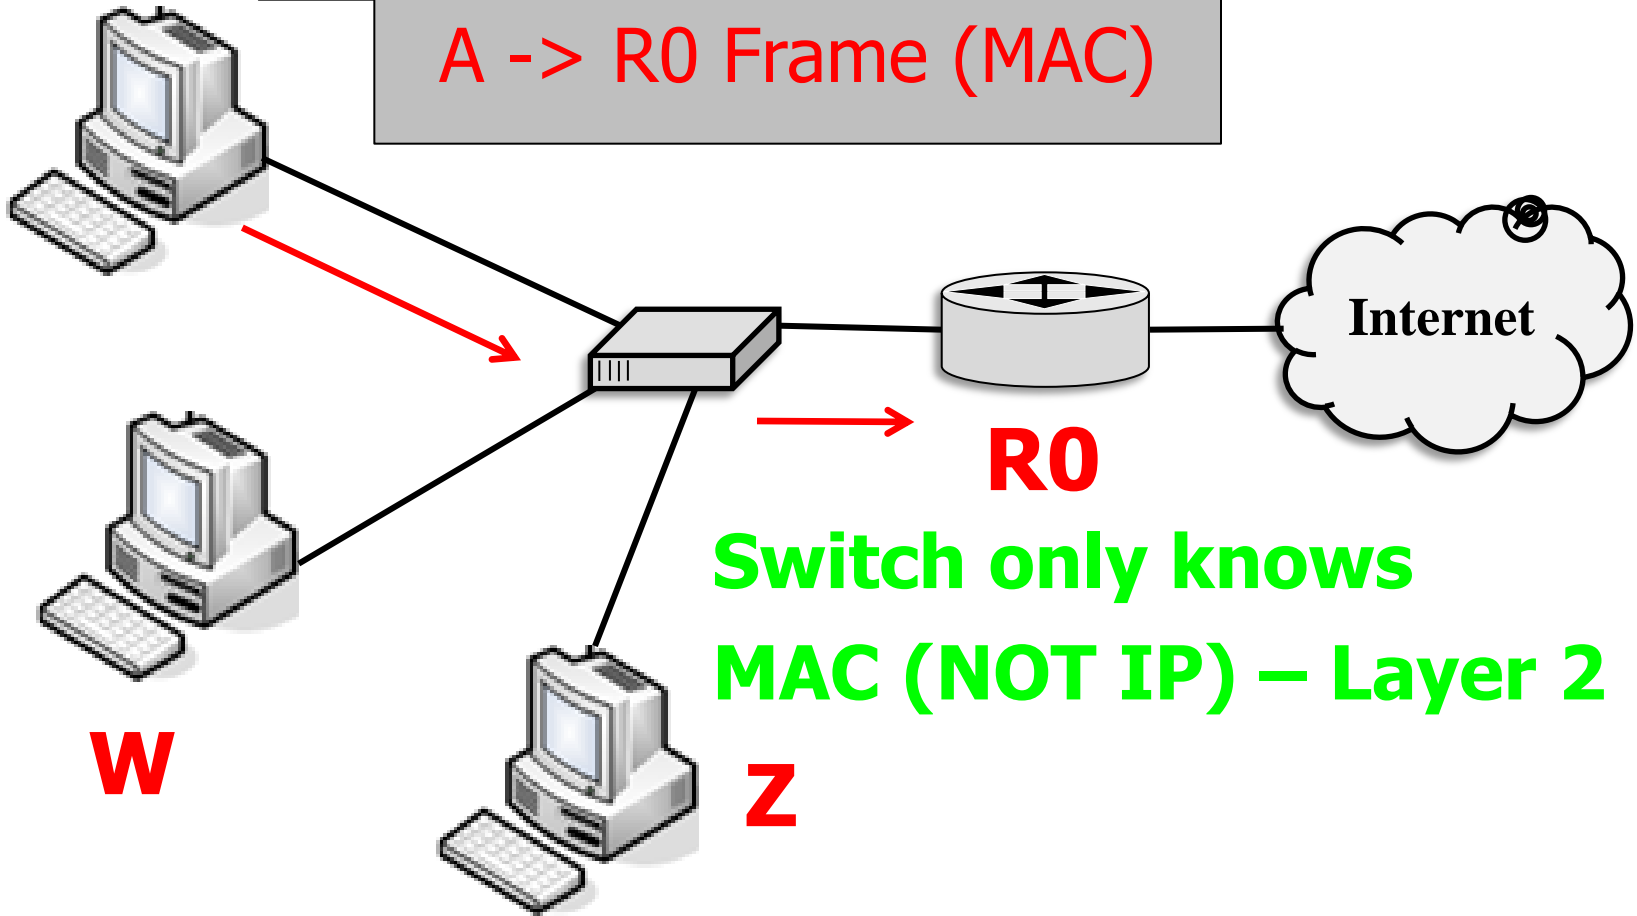 A -> R0 Frame (MAC)
Internet
R0
Switch only knows
MAC (NOT IP) – Layer 2
W
Z